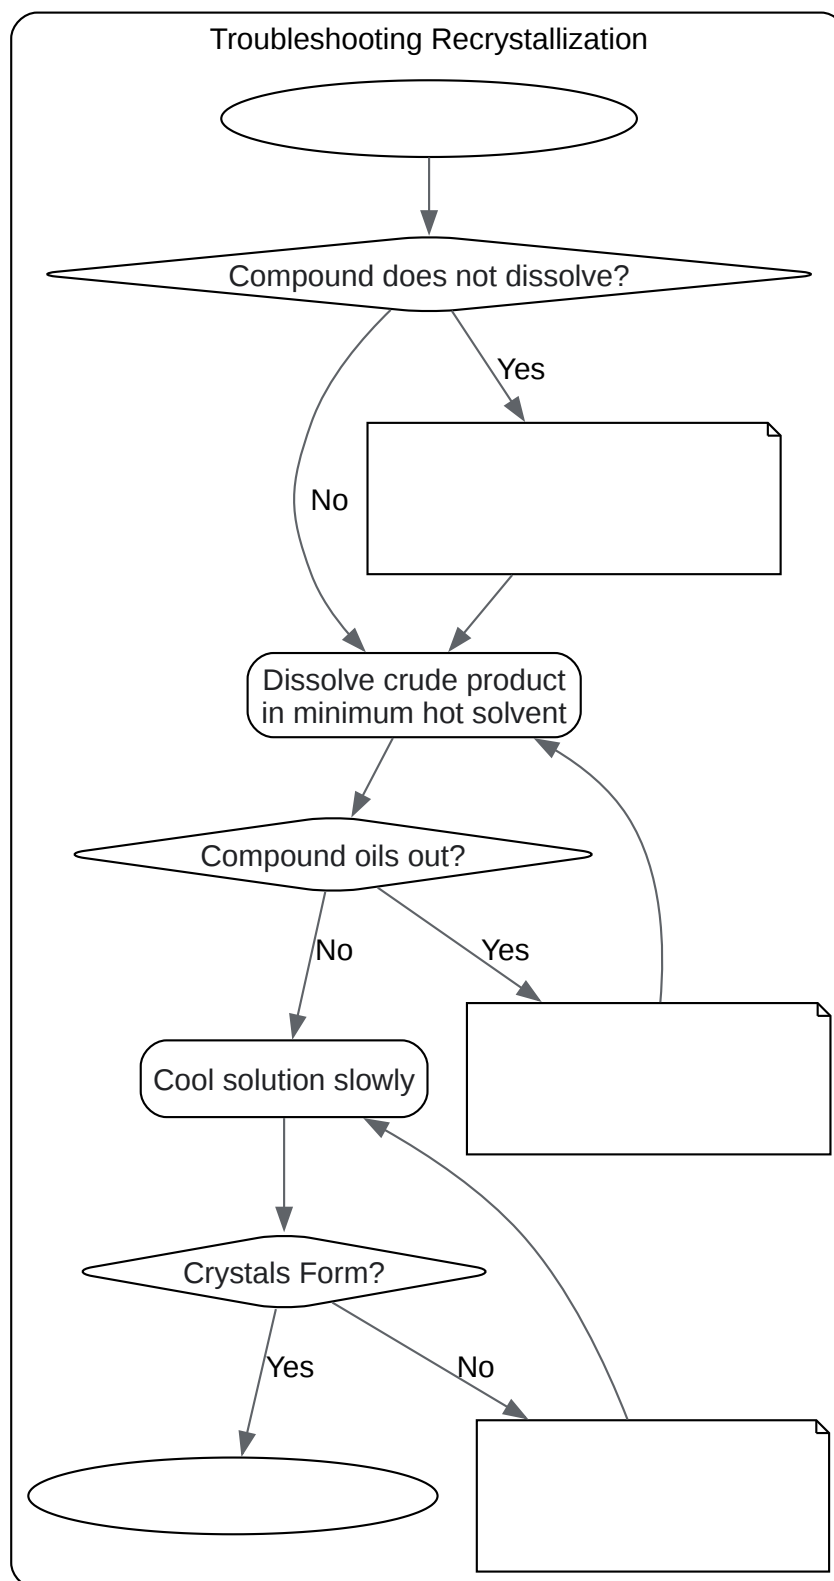 Troubleshooting Recrystallization
Compound does not dissolve?
Yes
No
Dissolve crude product
in minimum hot solvent
Compound oils out?
No
Yes
Cool solution slowly
Crystals Form?
Yes
No